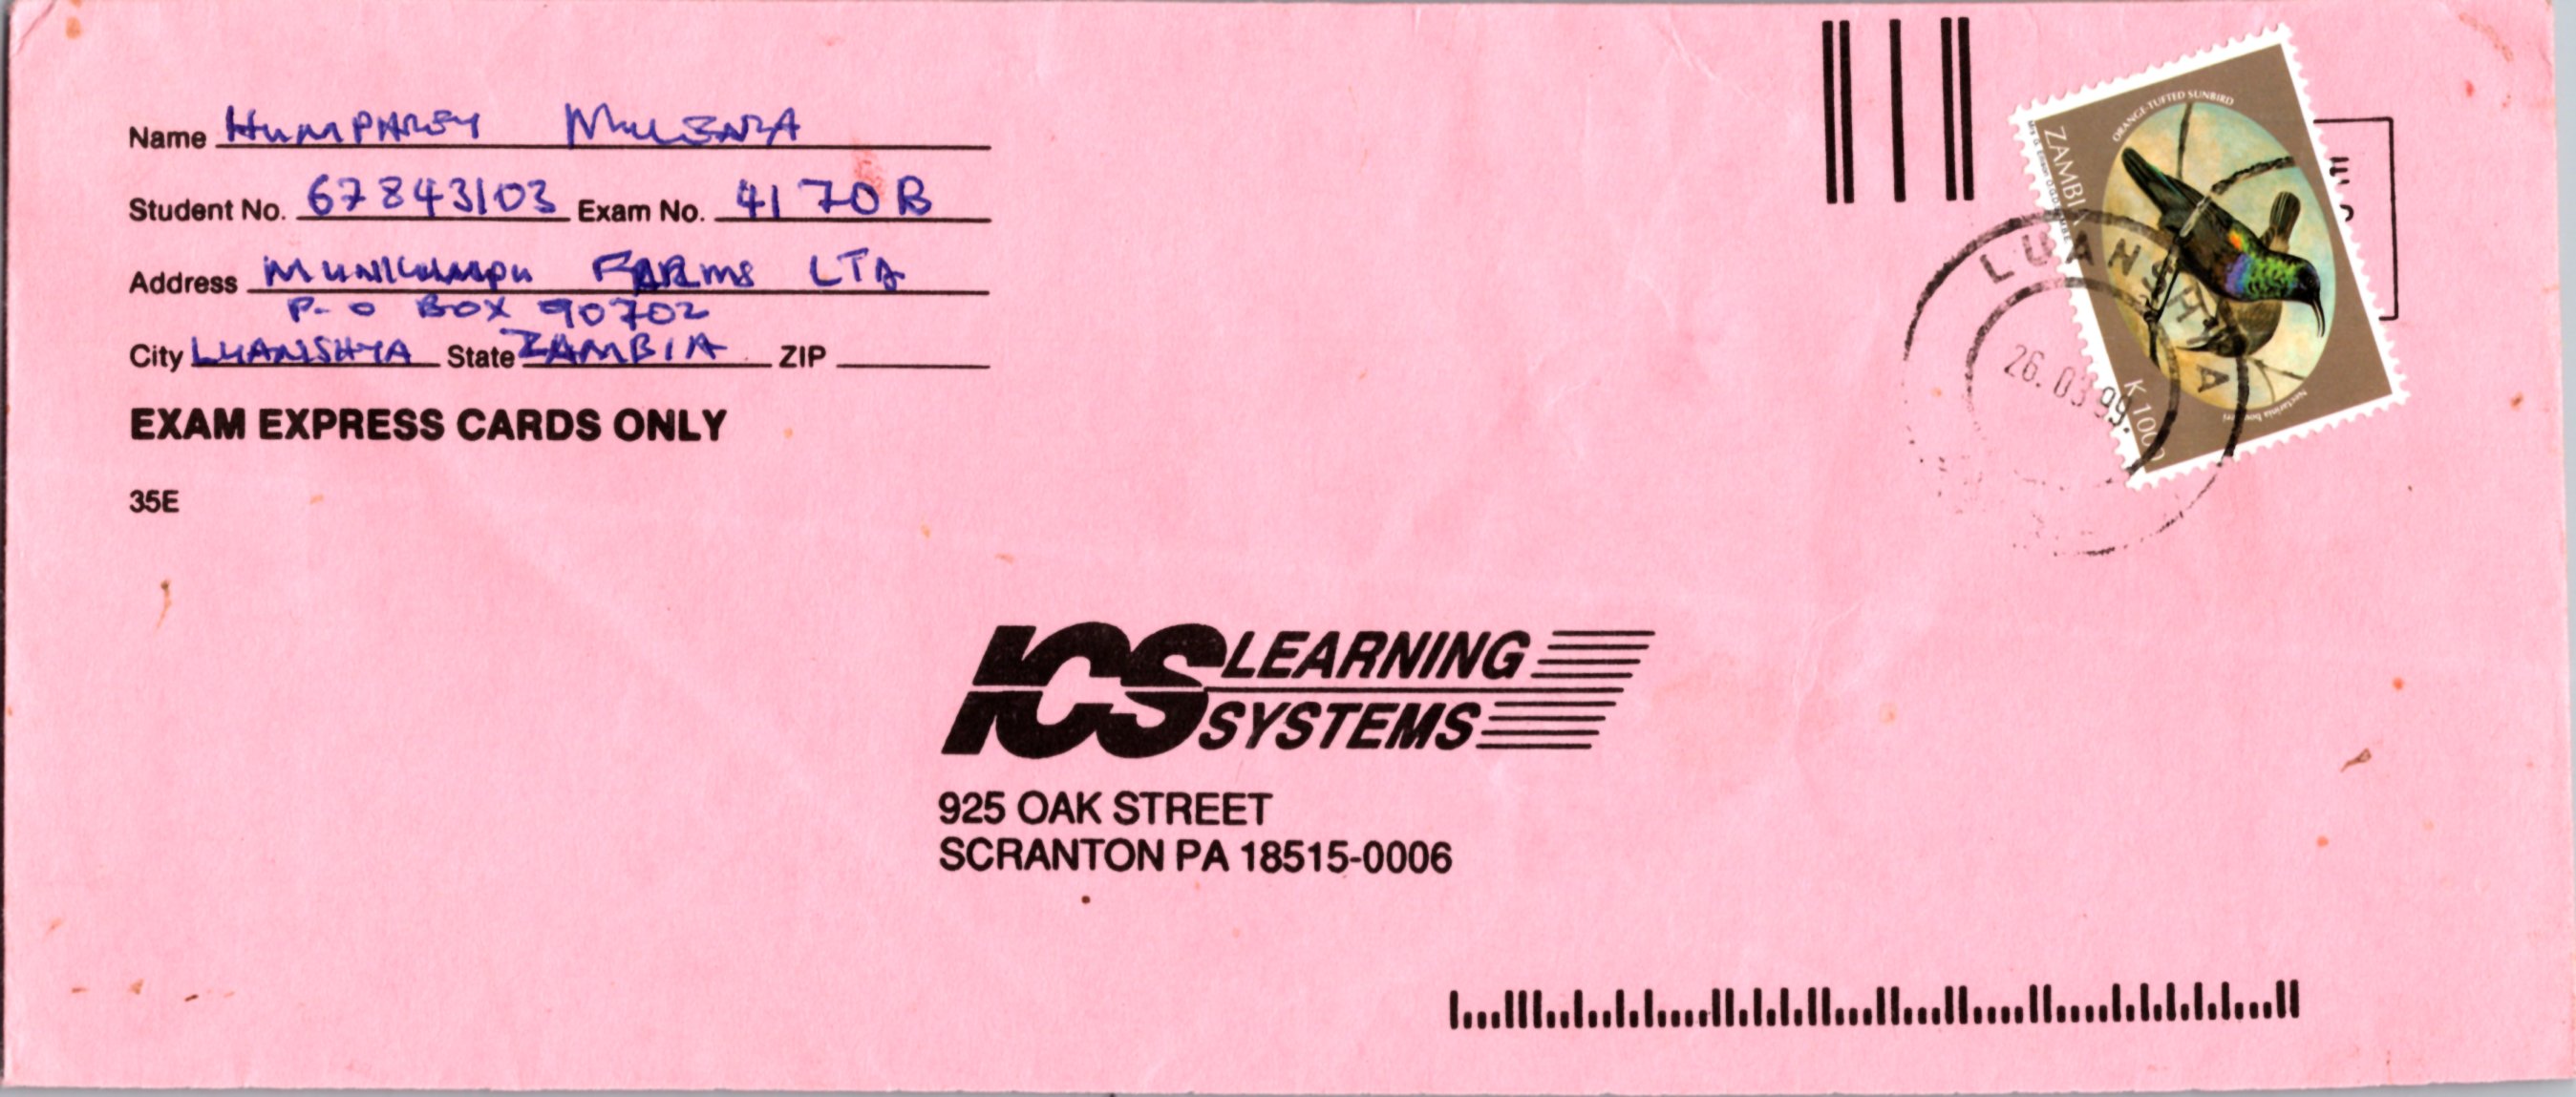 Name HUMPHREY MULENGA
Student No. 67843103 Exam No. 4170B
Address MUNKUMPU FARMS LTD
P-O BOX 90702
City LUANSHYA State ZAMBIA ZIP
EXAM EXPRESS CARDS ONLY
35E
ORANGE-TUFTED SUNBIRD
ZAMBIA
K 1000
LUANSHYA
26.03 99.
ICS LEARNING
SYSTEMS
925 OAK STREET
SCRANTON PA 18515-0006